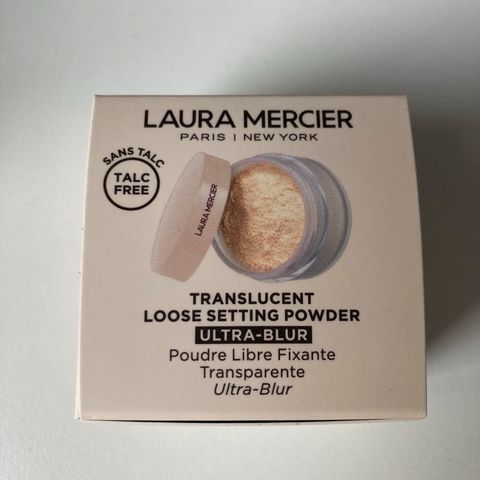 LAURA MERCIER
PARIS | NEW YORK
SANS TALC
TALC
FREE
LAURA MERCIER
TRANSLUCENT
LOOSE SETTING POWDER
ULTRA-BLUR
Poudre Libre Fixante
Transparente
Ultra-Blur